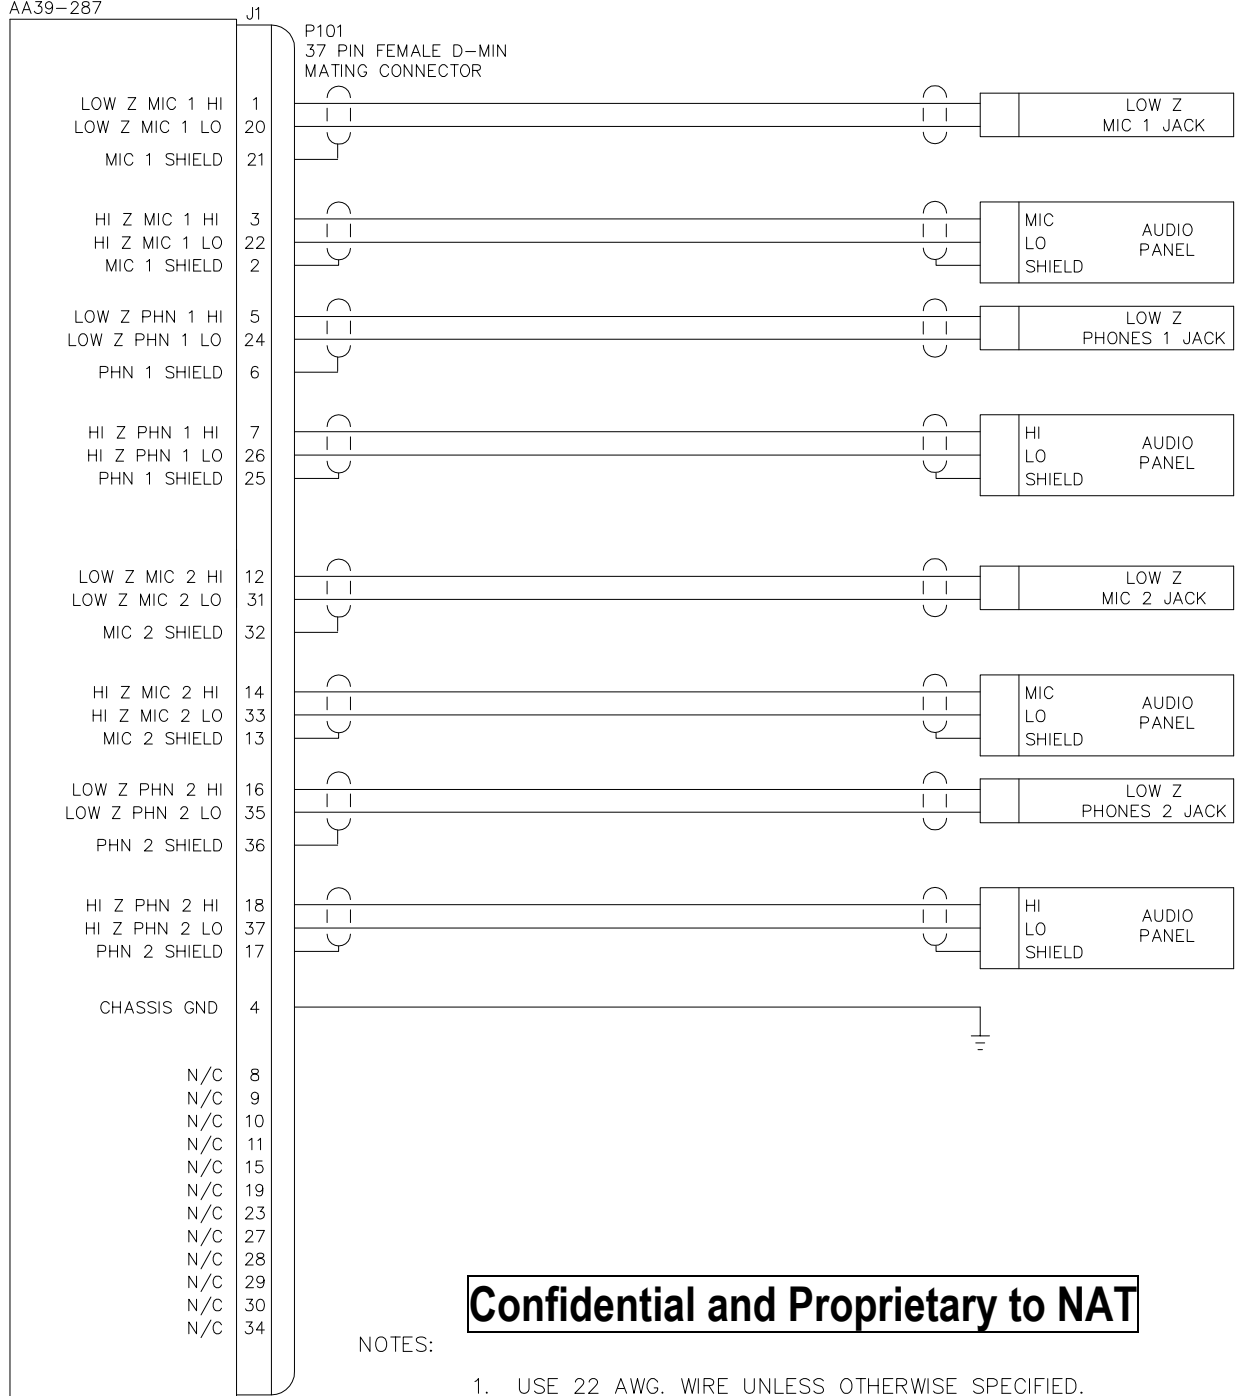 AA39-287
J1
P101
37 PIN FEMALE D-MIN
MATING CONNECTOR
LOW Z MIC 1 HI 1
LOW Z MIC 1 LO 20
MIC 1 SHIELD 21
LOW Z
MIC 1 JACK
HI Z MIC 1 HI 3
HI Z MIC 1 LO 22
MIC 1 SHIELD 2
MIC
LO
SHIELD
AUDIO
PANEL
LOW Z PHN 1 HI 5
LOW Z PHN 1 LO 24
PHN 1 SHIELD 6
LOW Z
PHONES 1 JACK
HI Z PHN 1 HI 7
HI Z PHN 1 LO 26
PHN 1 SHIELD 25
HI
LO
SHIELD
AUDIO
PANEL
LOW Z MIC 2 HI 12
LOW Z MIC 2 LO 31
MIC 2 SHIELD 32
LOW Z
MIC 2 JACK
HI Z MIC 2 HI 14
HI Z MIC 2 LO 33
MIC 2 SHIELD 13
MIC
LO
SHIELD
AUDIO
PANEL
LOW Z PHN 2 HI 16
LOW Z PHN 2 LO 35
PHN 2 SHIELD 36
LOW Z
PHONES 2 JACK
HI Z PHN 2 HI 18
HI Z PHN 2 LO 37
PHN 2 SHIELD 17
HI
LO
SHIELD
AUDIO
PANEL
CHASSIS GND 4
N/C 8
N/C 9
N/C 10
N/C 11
N/C 15
N/C 19
N/C 23
N/C 27
N/C 28
N/C 29
N/C 30
N/C 34
Confidential and Proprietary to NAT
NOTES:
1. USE 22 AWG. WIRE UNLESS OTHERWISE SPECIFIED.